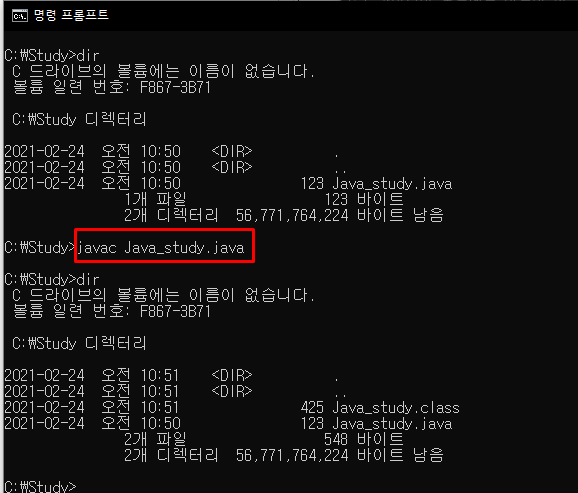 명령 프롬프트
C:\Study>dir
C 드라이브의 볼륨에는 이름이 없습니다.
볼륨 일련 번호: F867-3B71
C:\Study 디렉터리
2021-02-24 오전 10:50 <DIR> .
2021-02-24 오전 10:50 <DIR> ..
2021-02-24 오전 10:50 123 Java_study.java
1개 파일 123 바이트
2개 디렉터리 56,771,764,224 바이트 남음
C:\Study>javac Java_study.java
C:\Study>dir
C 드라이브의 볼륨에는 이름이 없습니다.
볼륨 일련 번호: F867-3B71
C:\Study 디렉터리
2021-02-24 오전 10:51 <DIR> .
2021-02-24 오전 10:51 <DIR> ..
2021-02-24 오전 10:51 425 Java_study.class
2021-02-24 오전 10:50 123 Java_study.java
2개 파일 548 바이트
2개 디렉터리 56,771,764,224 바이트 남음
C:\Study>